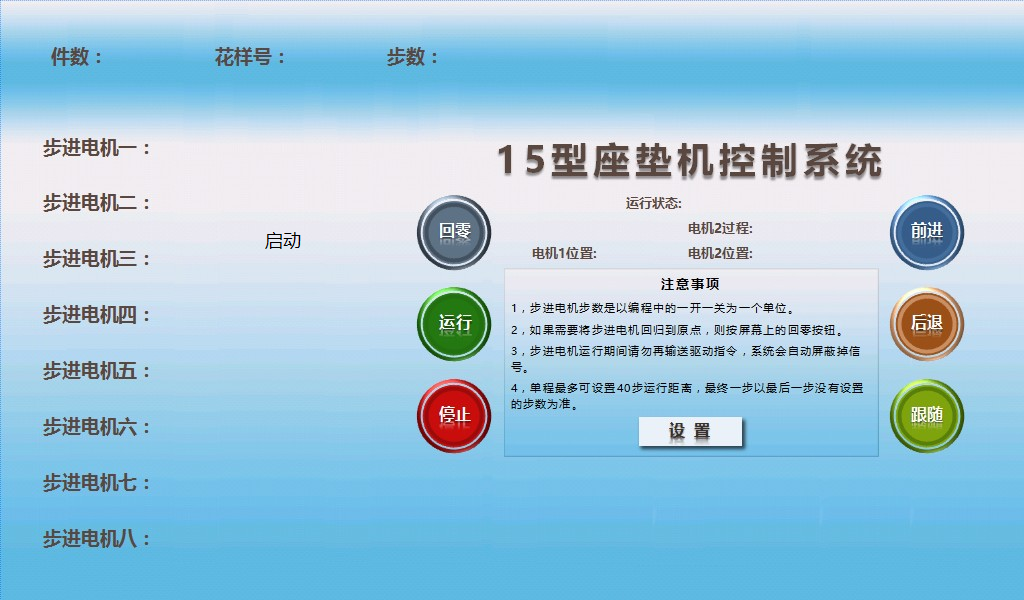 件数：
花样号：
步数：
步进电机一：
步进电机二：
步进电机三：
步进电机四：
步进电机五：
步进电机六：
步进电机七：
步进电机八：
启动
15型座垫机控制系统
运行状态:
电机2过程:
电机1位置:
电机2位置:
回零
运行
停止
注意事项
1，步进电机步数是以编程中的一开一关为一个单位。
2，如果需要将步进电机回归到原点，则按屏幕上的回零按钮。
3，步进电机运行期间请勿再输送驱动指令，系统会自动屏蔽掉信
号。
4，单程最多可设置40步运行距离，最终一步以最后一步没有设置
的步数为准。
设 置
前进
后退
跟随